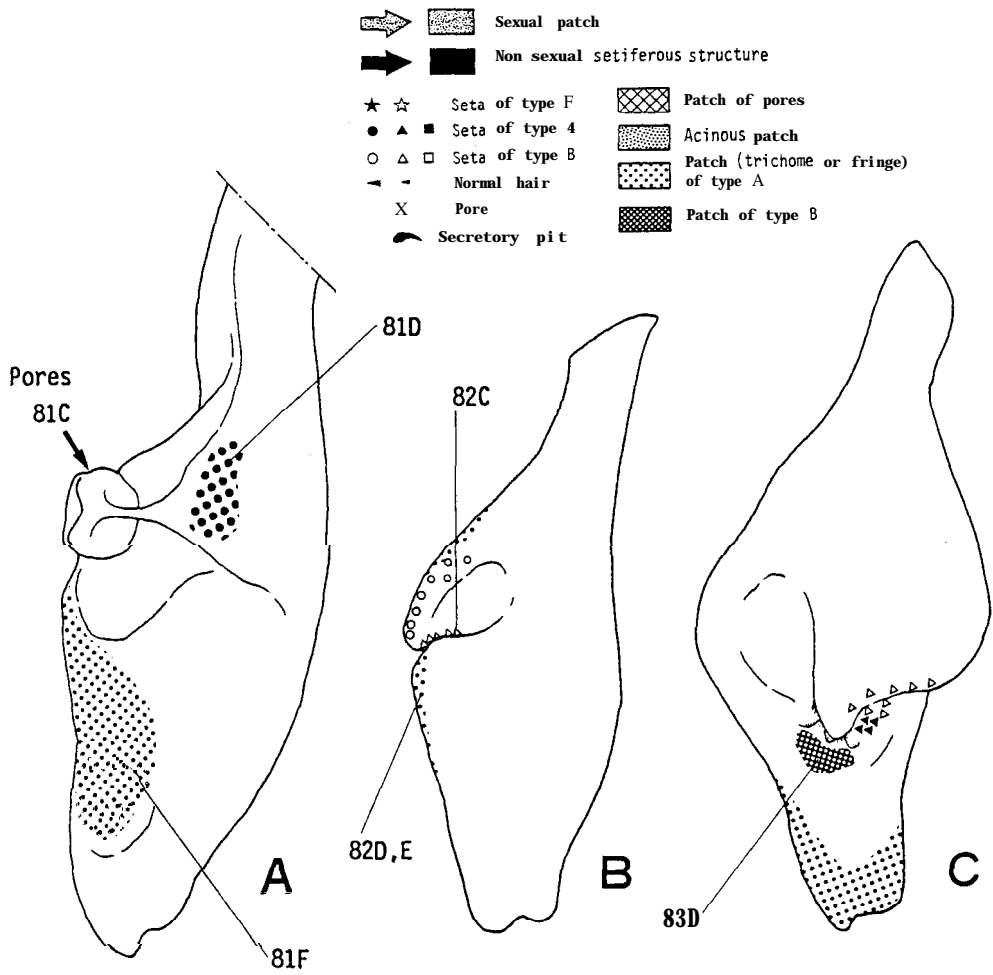 Sexual patch
Non sexual setiferous structure
Seta of type F
Seta of type 4
Seta of type B
Normal hair
X Pore
Secretory pit
Patch of pores
Acinous patch
Patch (trichome or fringe)
of type A
Patch of type B
81D
Pores
81C
82C
82D,E
A
B
C
83D
81F